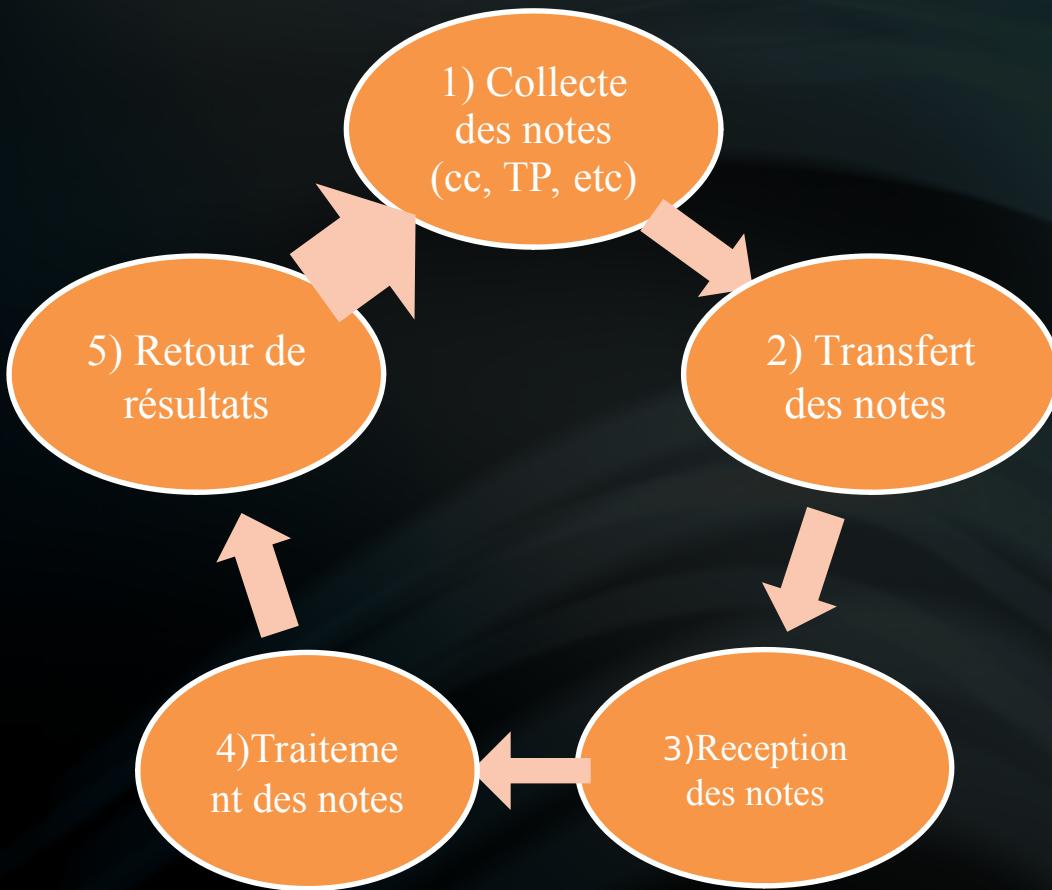 1) Collecte
des notes
(cc, TP, etc)
2) Transfert
des notes
3)Reception
des notes
4)Traiteme
nt des notes
5) Retour de
résultats